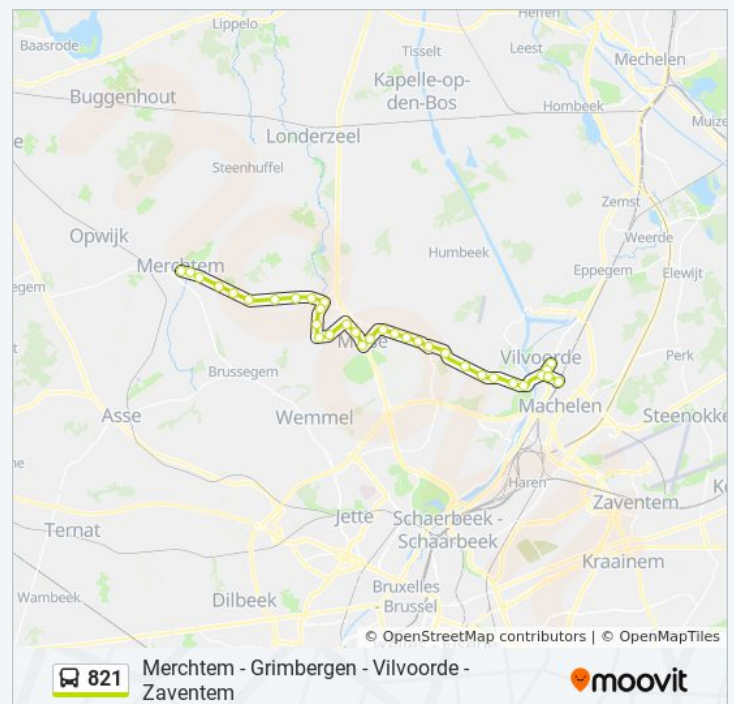 Lippelo
Heffen
Baasrode
Tisselt
Leest
Mechelen
Kapelle-op-
den-Bos
Buggenhout
Hombeek
Muize
Londerzeel
e
Steenhuffel
Zemst
Opwijk
Weerde
Humbeek
Merchtem
Eppegem
Elewijt
egem
Vilvoorde
Perk
Brussegem
Machelen
Asse
Wemmel
Steenokke
ne
Haren
Ke
Zaventem
Jette
Schaerbeek -
Schaarbeek
Ternat
Kraainem
Bruxelles
- Brussel
Wambeek
Dilbeek
© OpenStreetMap contributors | © OpenMapTiles
821
Merchtem - Grimbergen - Vilvoorde -
Zaventem
moovit